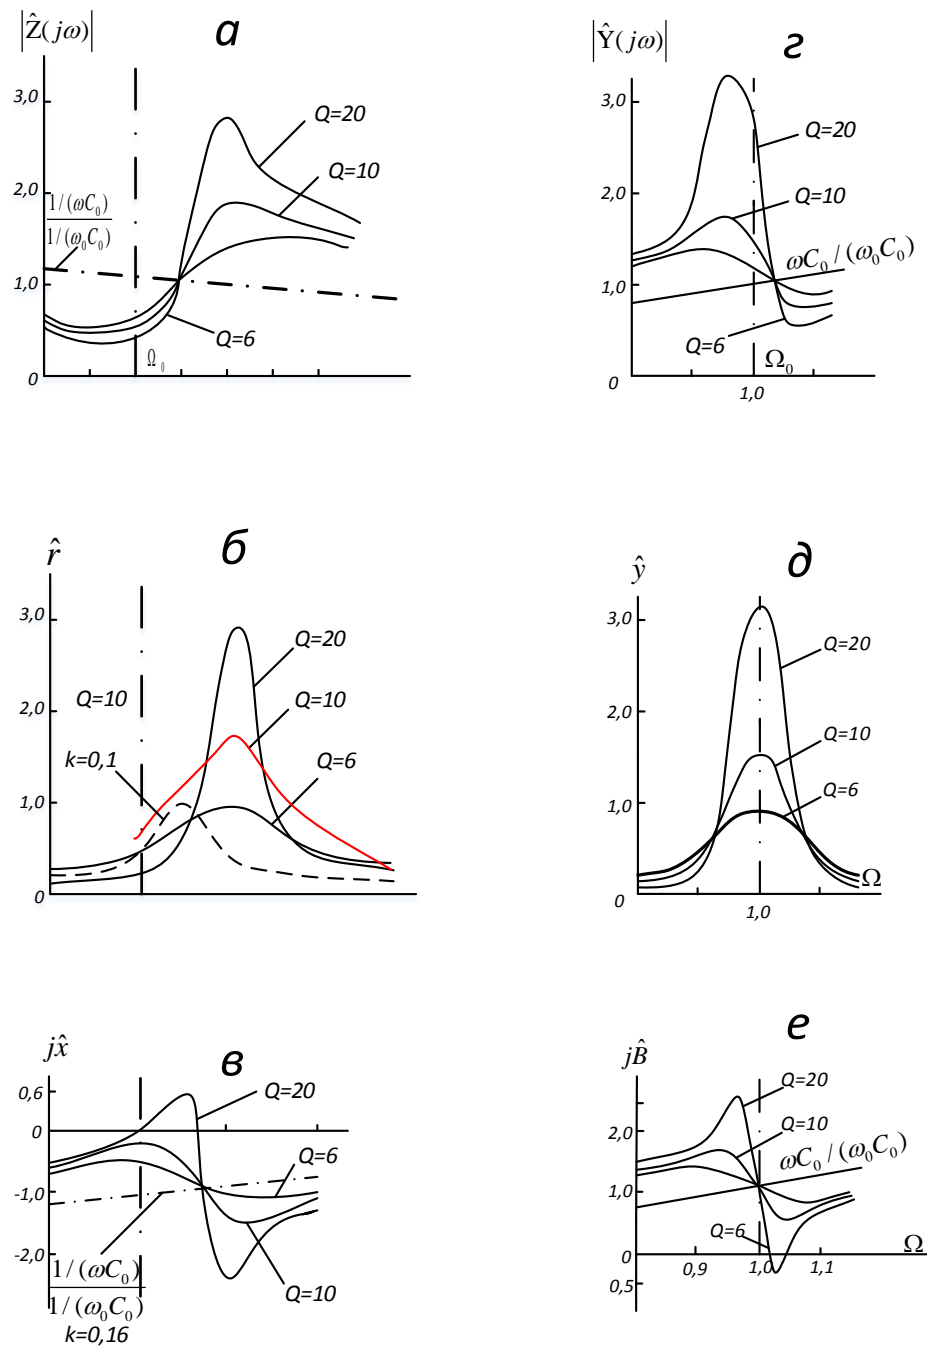 |Ẑ(jω)|
а
3,0
Q=20
Q=10
2,0
1/(ωC₀)
1/(ω₀C₀)
1,0
Q=6
Ω₀
0
|Ŷ(jω)|
г
3,0
Q=20
2,0
Q=10
ωC₀/(ω₀C₀)
1,0
Q=6
Ω₀
0
1,0
r̂
б
3,0
Q=20
Q=10
Q=10
2,0
k=0,1
Q=6
1,0
0
ŷ
д
3,0
Q=20
2,0
Q=10
Q=6
1,0
Ω
0
1,0
jx̂
в
0,6
Q=20
0
Q=6
-1,0
-2,0
1/(ωC₀)
1/(ω₀C₀)
Q=10
k=0,16
jB̂
е
Q=20
2,0
Q=10
ωC₀/(ω₀C₀)
1,0
Q=6
0
Ω
0,9
1,0
1,1
0,5